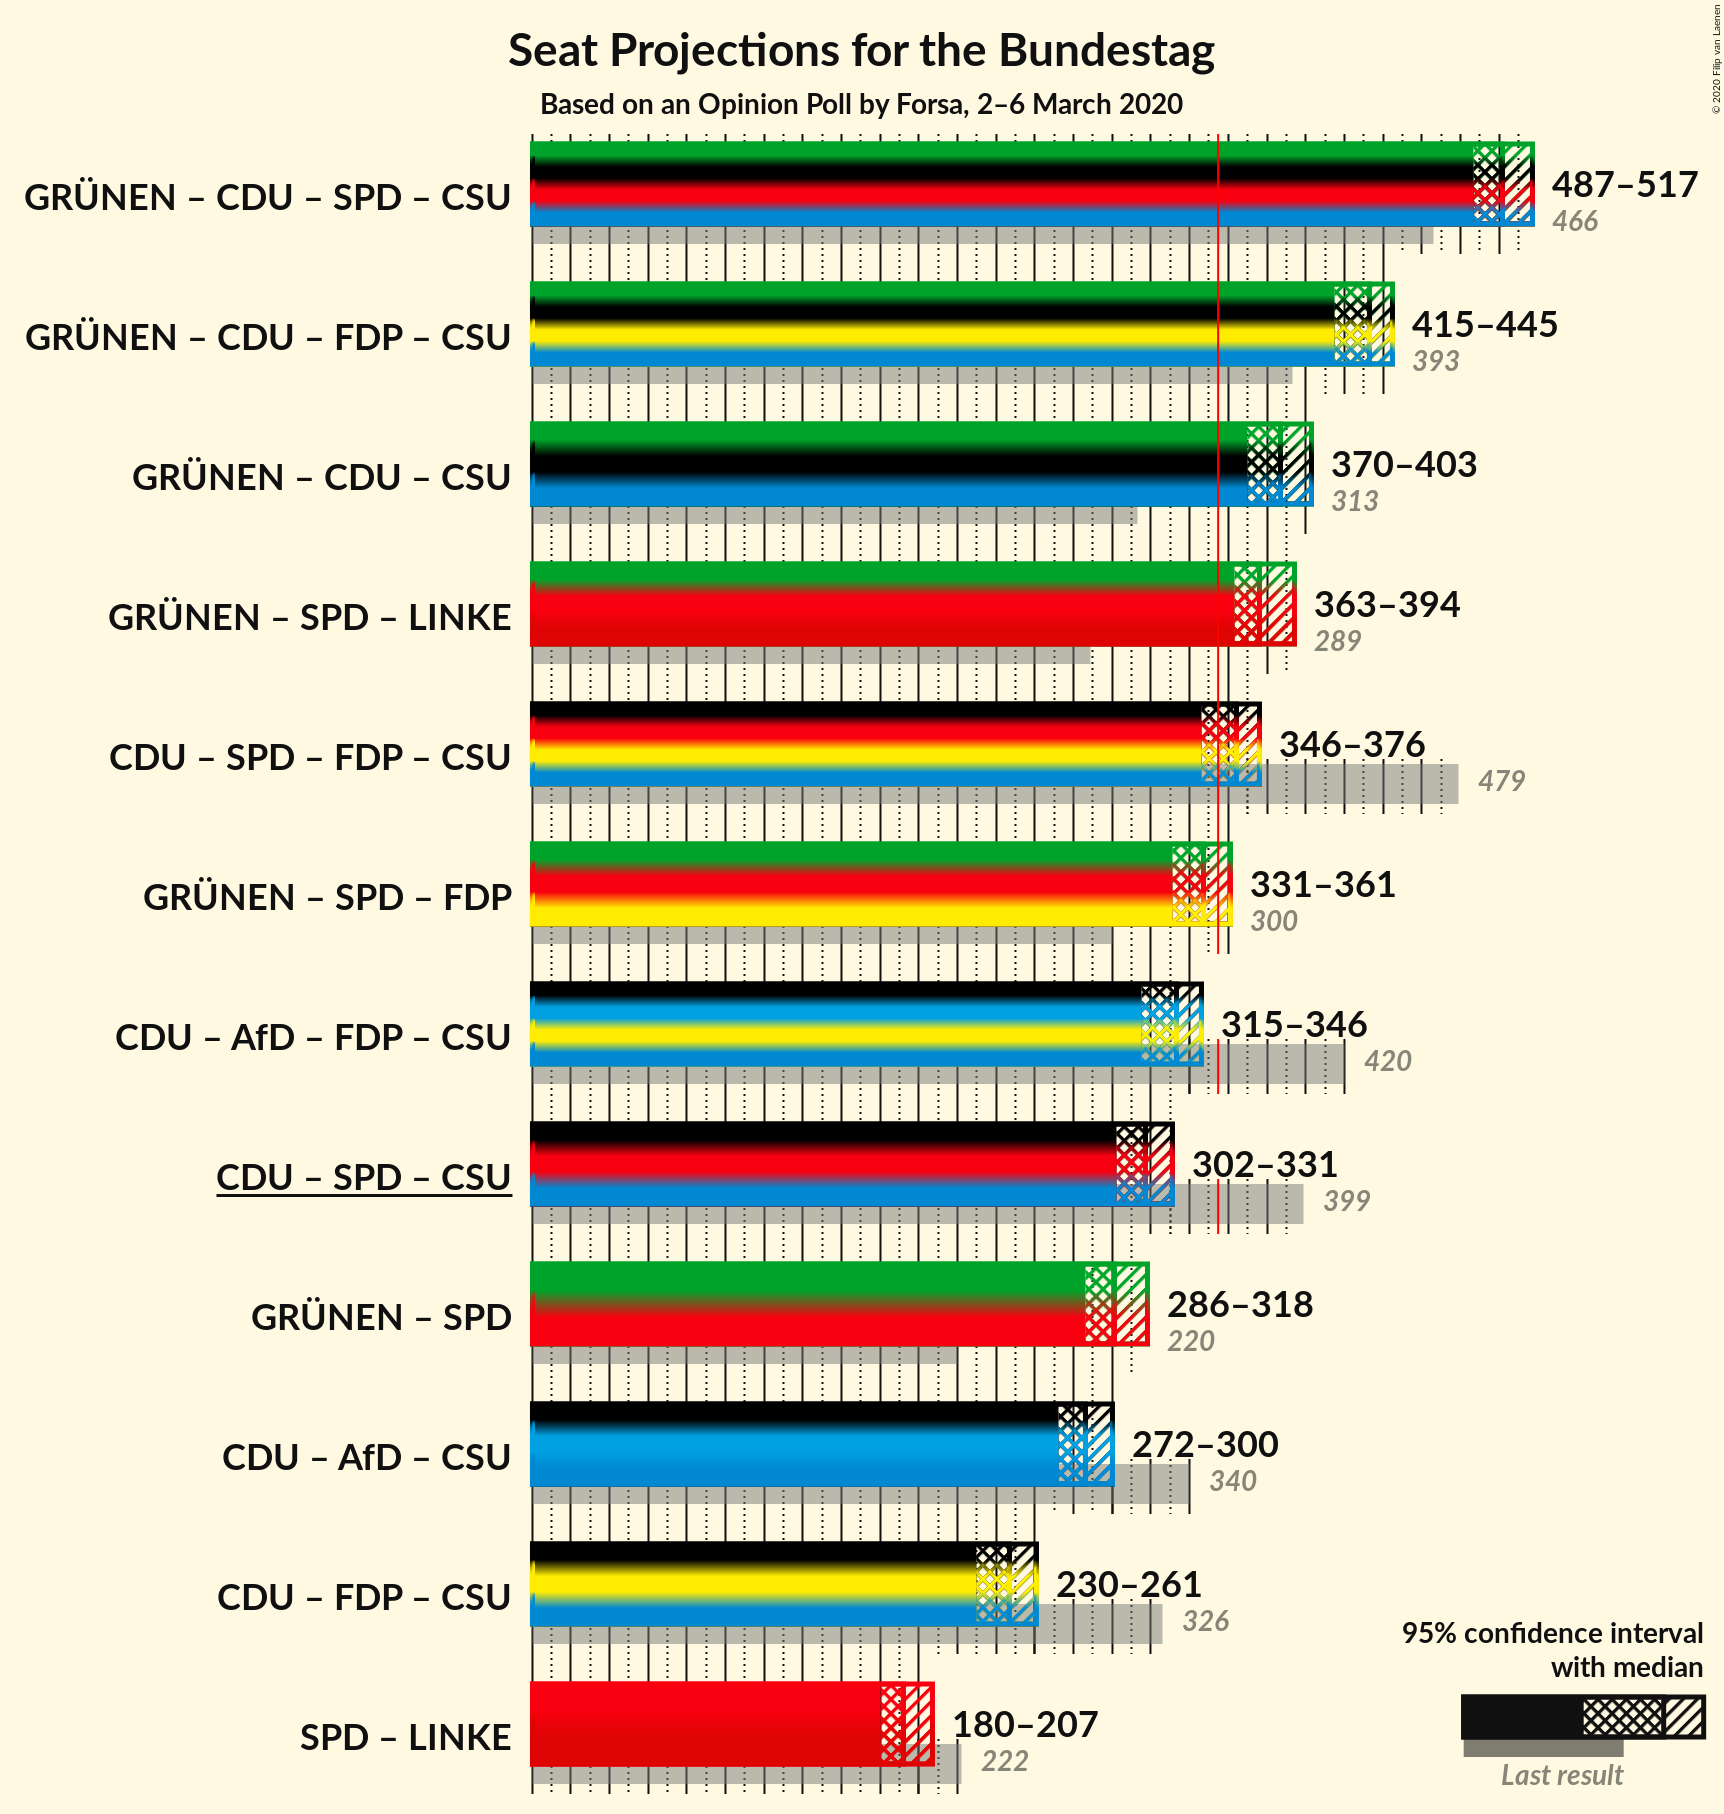 Seat Projections for the Bundestag
Based on an Opinion Poll by Forsa, 2–6 March 2020
© 2020 Filip van Laenen
GRÜNEN – CDU – SPD – CSU
487–517
466
GRÜNEN – CDU – FDP – CSU
415–445
393
GRÜNEN – CDU – CSU
370–403
313
GRÜNEN – SPD – LINKE
363–394
289
CDU – SPD – FDP – CSU
346–376
479
GRÜNEN – SPD – FDP
331–361
300
CDU – AfD – FDP – CSU
315–346
420
CDU – SPD – CSU
302–331
399
GRÜNEN – SPD
286–318
220
CDU – AfD – CSU
272–300
340
CDU – FDP – CSU
230–261
326
SPD – LINKE
180–207
222
95% confidence interval
with median
Last result